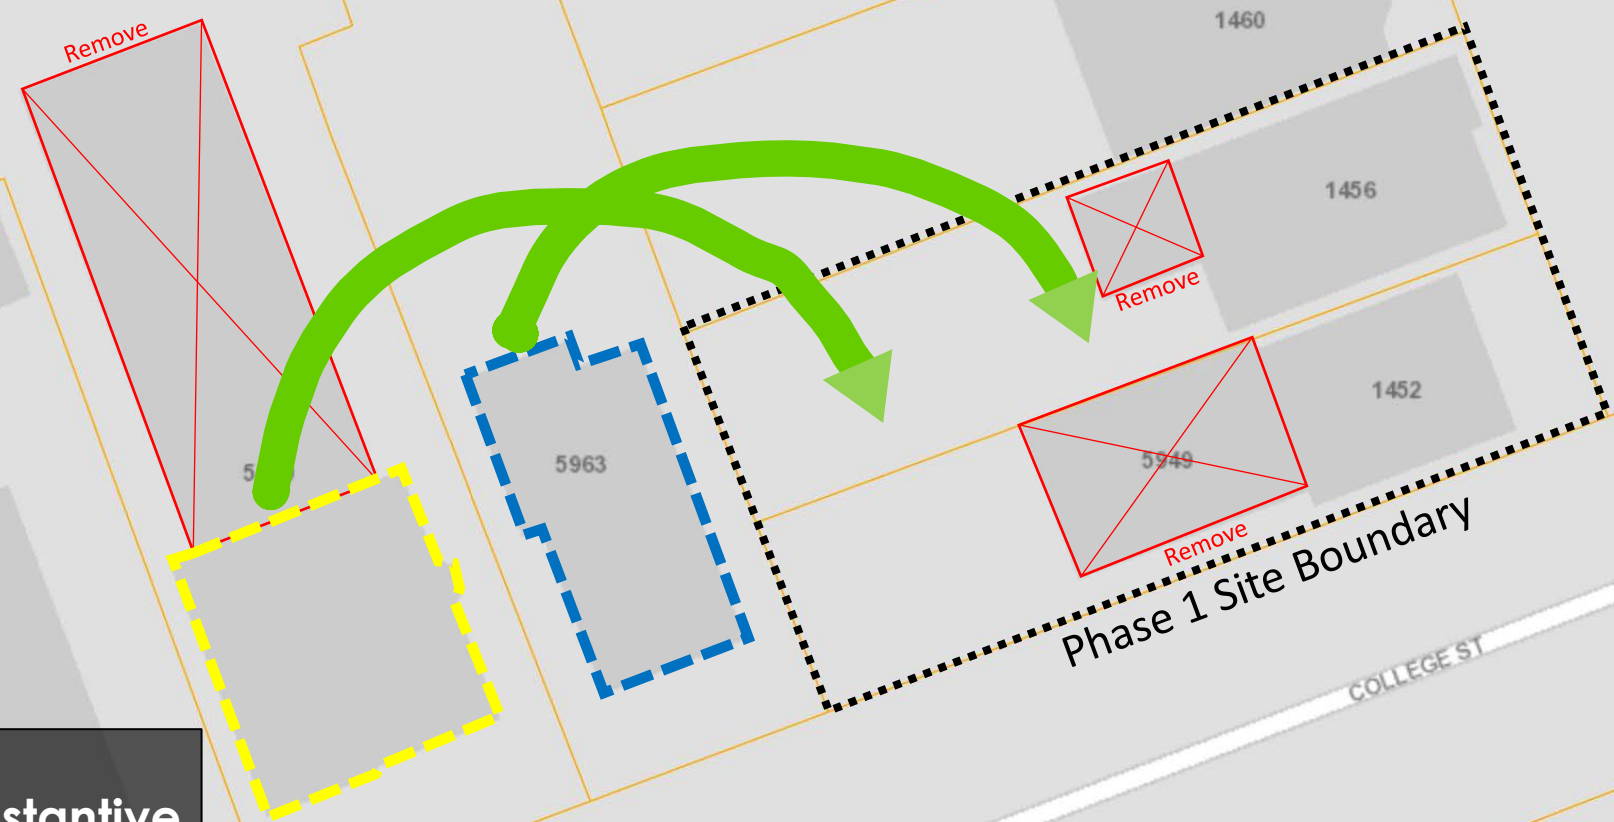 Remove
1460
1456
Remove
1452
5963
5949
Remove
Phase 1 Site Boundary
COLLEGE ST
stantive